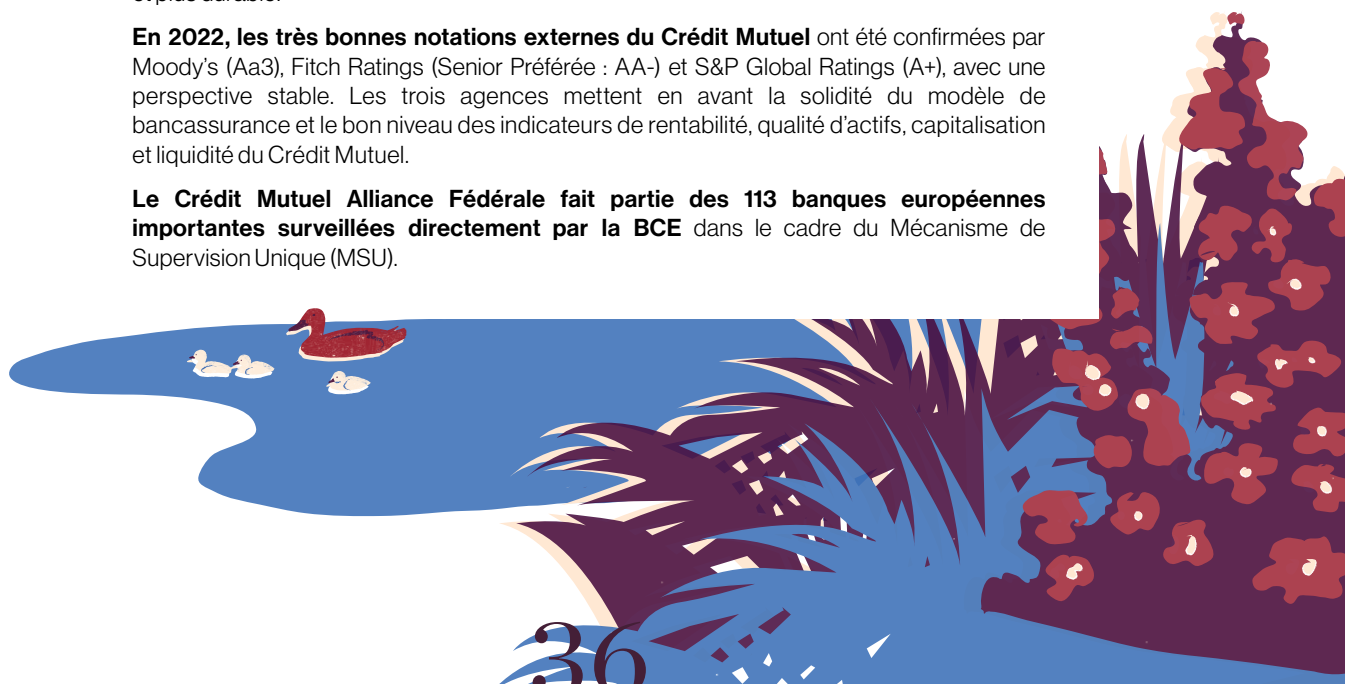 et plus durable.
En 2022, les très bonnes notations externes du Crédit Mutuel ont été confirmées par
Moody’s (Aa3), Fitch Ratings (Senior Préférée : AA-) et S&P Global Ratings (A+), avec une
perspective stable. Les trois agences mettent en avant la solidité du modèle de
bancassurance et le bon niveau des indicateurs de rentabilité, qualité d’actifs, capitalisation
et liquidité du Crédit Mutuel.
Le Crédit Mutuel Alliance Fédérale fait partie des 113 banques européennes
importantes surveillées directement par la BCE dans le cadre du Mécanisme de
Supervision Unique (MSU).
36